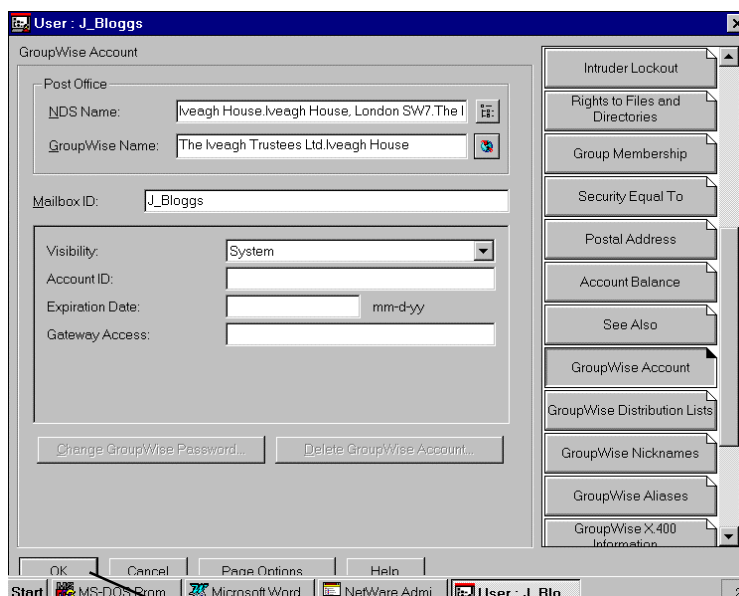 User : J_Bloggs
GroupWise Account
Post Office
NDS Name: Iveagh House.Iveagh House, London SW7.The I
GroupWise Name: The Iveagh Trustees Ltd.Iveagh House
Mailbox ID: J_Bloggs
Visibility: System
Account ID:
Expiration Date: mm-d-yy
Gateway Access:
Change GroupWise Password... Delete GroupWise Account...
Intruder Lockout
Rights to Files and
Directories
Group Membership
Security Equal To
Postal Address
Account Balance
See Also
GroupWise Account
GroupWise Distribution Lists
GroupWise Nicknames
GroupWise Aliases
GroupWise X.400
Information
OK Cancel Page Options Help
Start MS-DOS Prom Microsoft Word NetWare Admi User : J_Blo